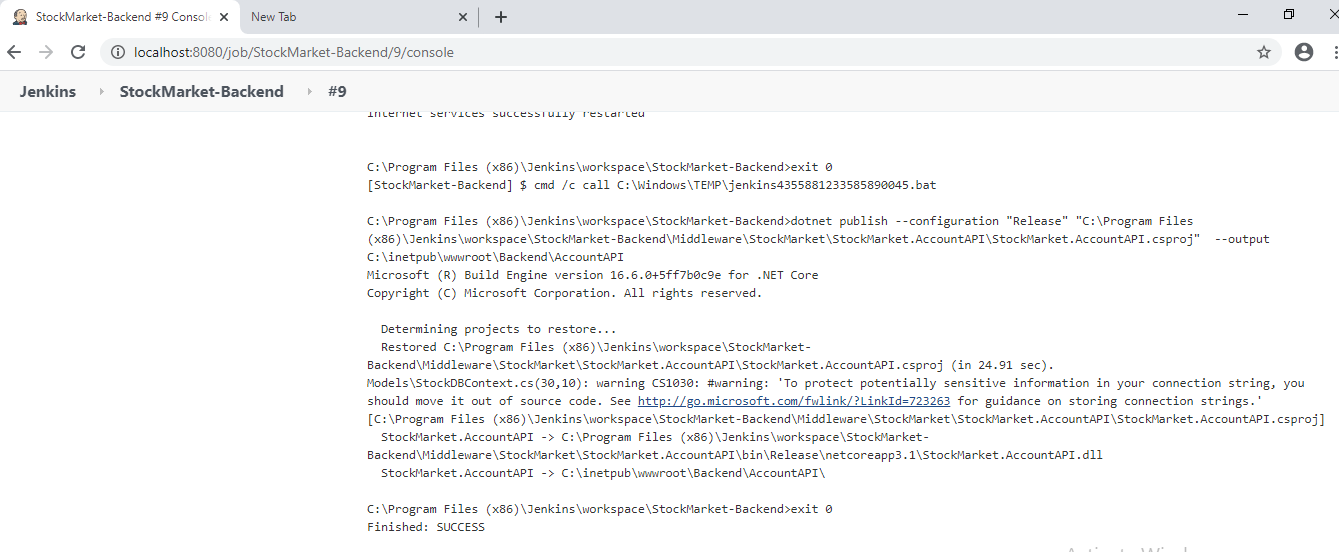 StockMarket-Backend #9 Consol
New Tab
localhost:8080/job/StockMarket-Backend/9/console
Jenkins
StockMarket-Backend
#9
Internet services successfully restarted
C:\Program Files (x86)\Jenkins\workspace\StockMarket-Backend>exit 0
[StockMarket-Backend] $ cmd /c call C:\Windows\TEMP\jenkins4355881233585890045.bat
C:\Program Files (x86)\Jenkins\workspace\StockMarket-Backend>dotnet publish --configuration "Release" "C:\Program Files
(x86)\Jenkins\workspace\StockMarket-Backend\Middleware\StockMarket\StockMarket.AccountAPI\StockMarket.AccountAPI.csproj"  --output
C:\inetpub\wwwroot\Backend\AccountAPI
Microsoft (R) Build Engine version 16.6.0+5ff7b0c9e for .NET Core
Copyright (C) Microsoft Corporation. All rights reserved.
Determining projects to restore...
Restored C:\Program Files (x86)\Jenkins\workspace\StockMarket-
Backend\Middleware\StockMarket\StockMarket.AccountAPI\StockMarket.AccountAPI.csproj (in 24.91 sec).
Models\StockDBContext.cs(30,10): warning CS1030: #warning: 'To protect potentially sensitive information in your connection string, you
should move it out of source code. See http://go.microsoft.com/fwlink/?LinkId=723263 for guidance on storing connection strings.'
[C:\Program Files (x86)\Jenkins\workspace\StockMarket-Backend\Middleware\StockMarket\StockMarket.AccountAPI\StockMarket.AccountAPI.csproj]
StockMarket.AccountAPI -> C:\Program Files (x86)\Jenkins\workspace\StockMarket-
Backend\Middleware\StockMarket\StockMarket.AccountAPI\bin\Release\netcoreapp3.1\StockMarket.AccountAPI.dll
StockMarket.AccountAPI -> C:\inetpub\wwwroot\Backend\AccountAPI\
C:\Program Files (x86)\Jenkins\workspace\StockMarket-Backend>exit 0
Finished: SUCCESS